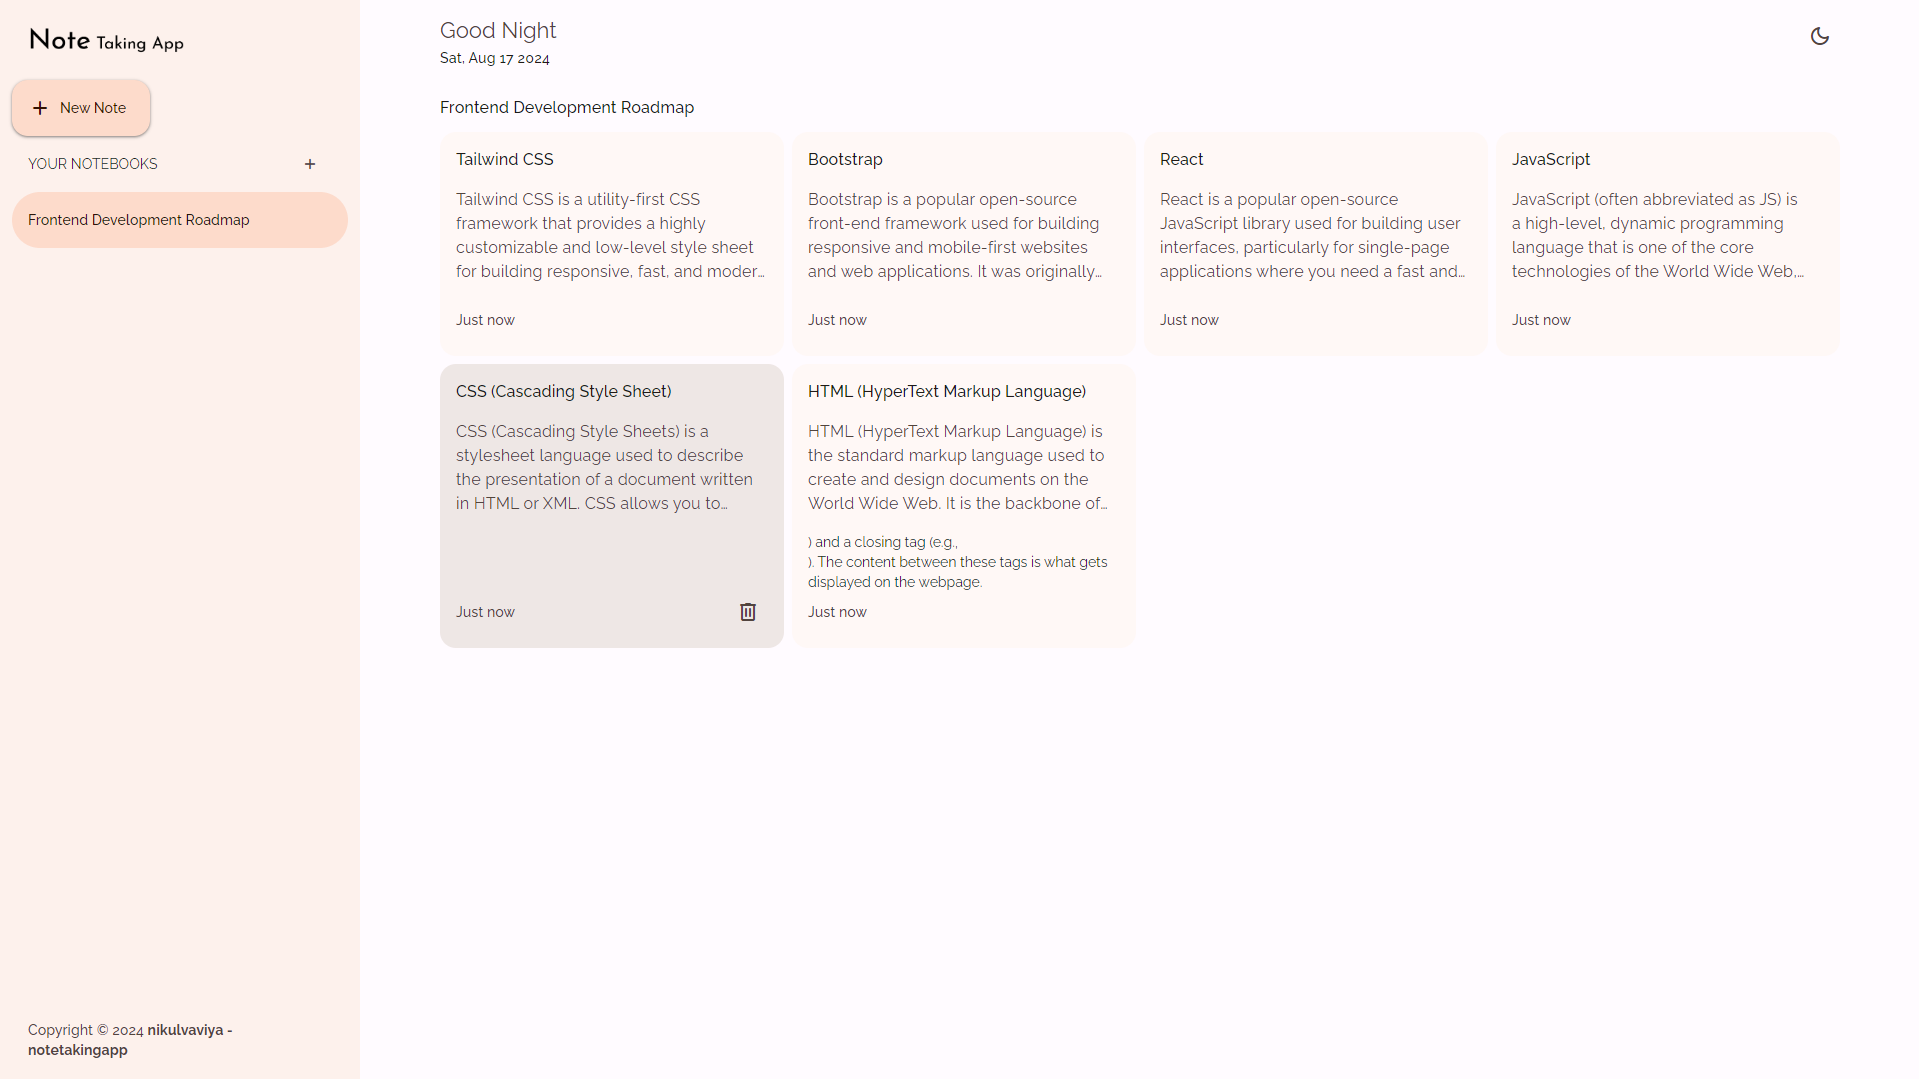 Note Taking App
New Note
YOUR NOTEBOOKS
Frontend Development Roadmap
Copyright © 2024 nikulvaviya -
notetakingapp
Good Night
Sat, Aug 17 2024
Frontend Development Roadmap
Tailwind CSS
Tailwind CSS is a utility-first CSS
framework that provides a highly
customizable and low-level style sheet
for building responsive, fast, and moder…
Just now
Bootstrap
Bootstrap is a popular open-source
front-end framework used for building
responsive and mobile-first websites
and web applications. It was originally…
Just now
React
React is a popular open-source
JavaScript library used for building user
interfaces, particularly for single-page
applications where you need a fast and…
Just now
JavaScript
JavaScript (often abbreviated as JS) is
a high-level, dynamic programming
language that is one of the core
technologies of the World Wide Web,…
Just now
CSS (Cascading Style Sheet)
CSS (Cascading Style Sheets) is a
stylesheet language used to describe
the presentation of a document written
in HTML or XML. CSS allows you to…
Just now
HTML (HyperText Markup Language)
HTML (HyperText Markup Language) is
the standard markup language used to
create and design documents on the
World Wide Web. It is the backbone of…
) and a closing tag (e.g.,
). The content between these tags is what gets
displayed on the webpage.
Just now